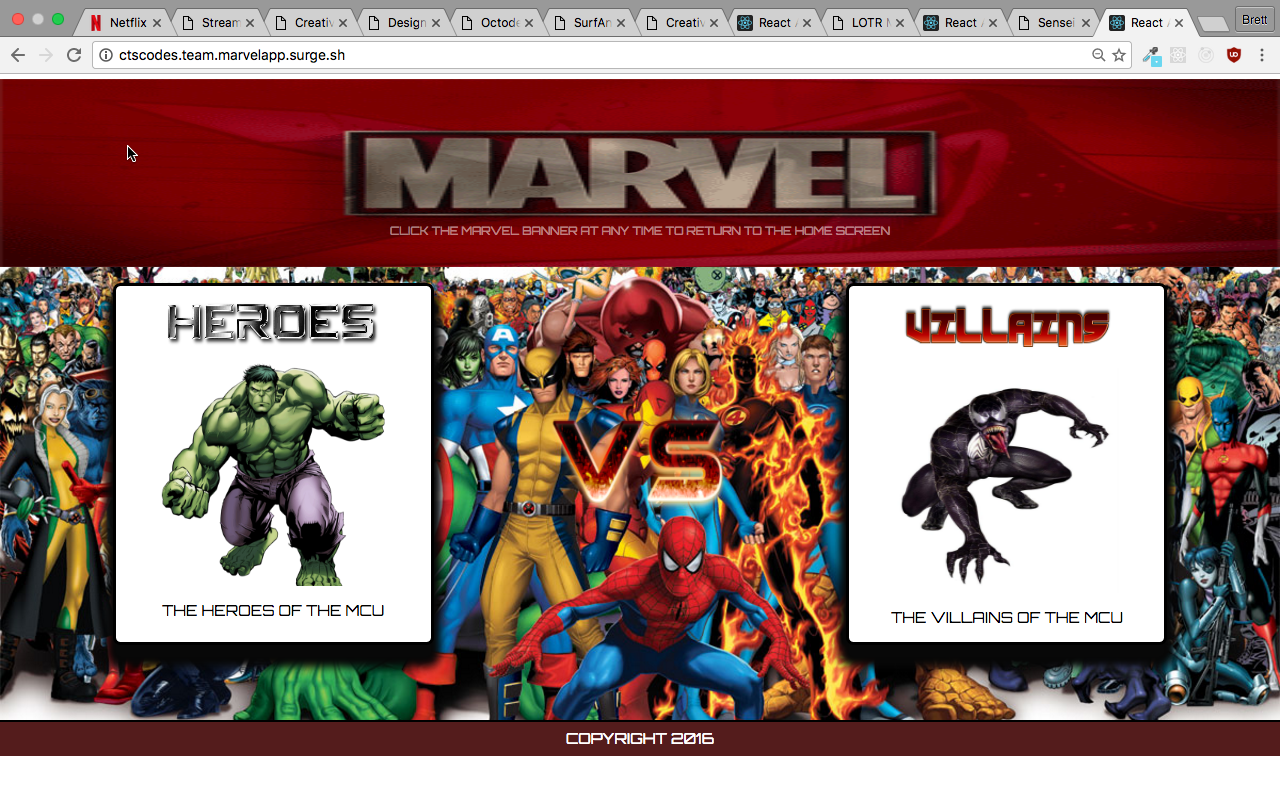 Netflix
Stream
Creativ
Design
Octode
SurfAn
Creativ
React A
LOTR M
React A
Sensei
React A
Brett
ctscodes.team.marvelapp.surge.sh
MARVEL
CLICK THE MARVEL BANNER AT ANY TIME TO RETURN TO THE HOME SCREEN
HEROES
VILLAINS
VS
THE HEROES OF THE MCU
THE VILLAINS OF THE MCU
COPYRIGHT 2016